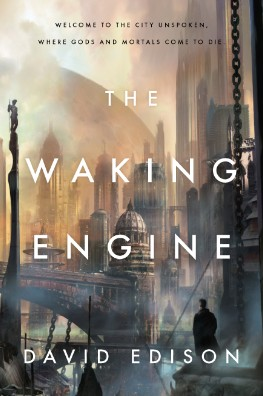 WELCOME TO THE CITY UNSPOKEN,
WHERE GODS AND MORTALS COME TO DIE
THE
WAKING
ENGINE
DAVID EDISON